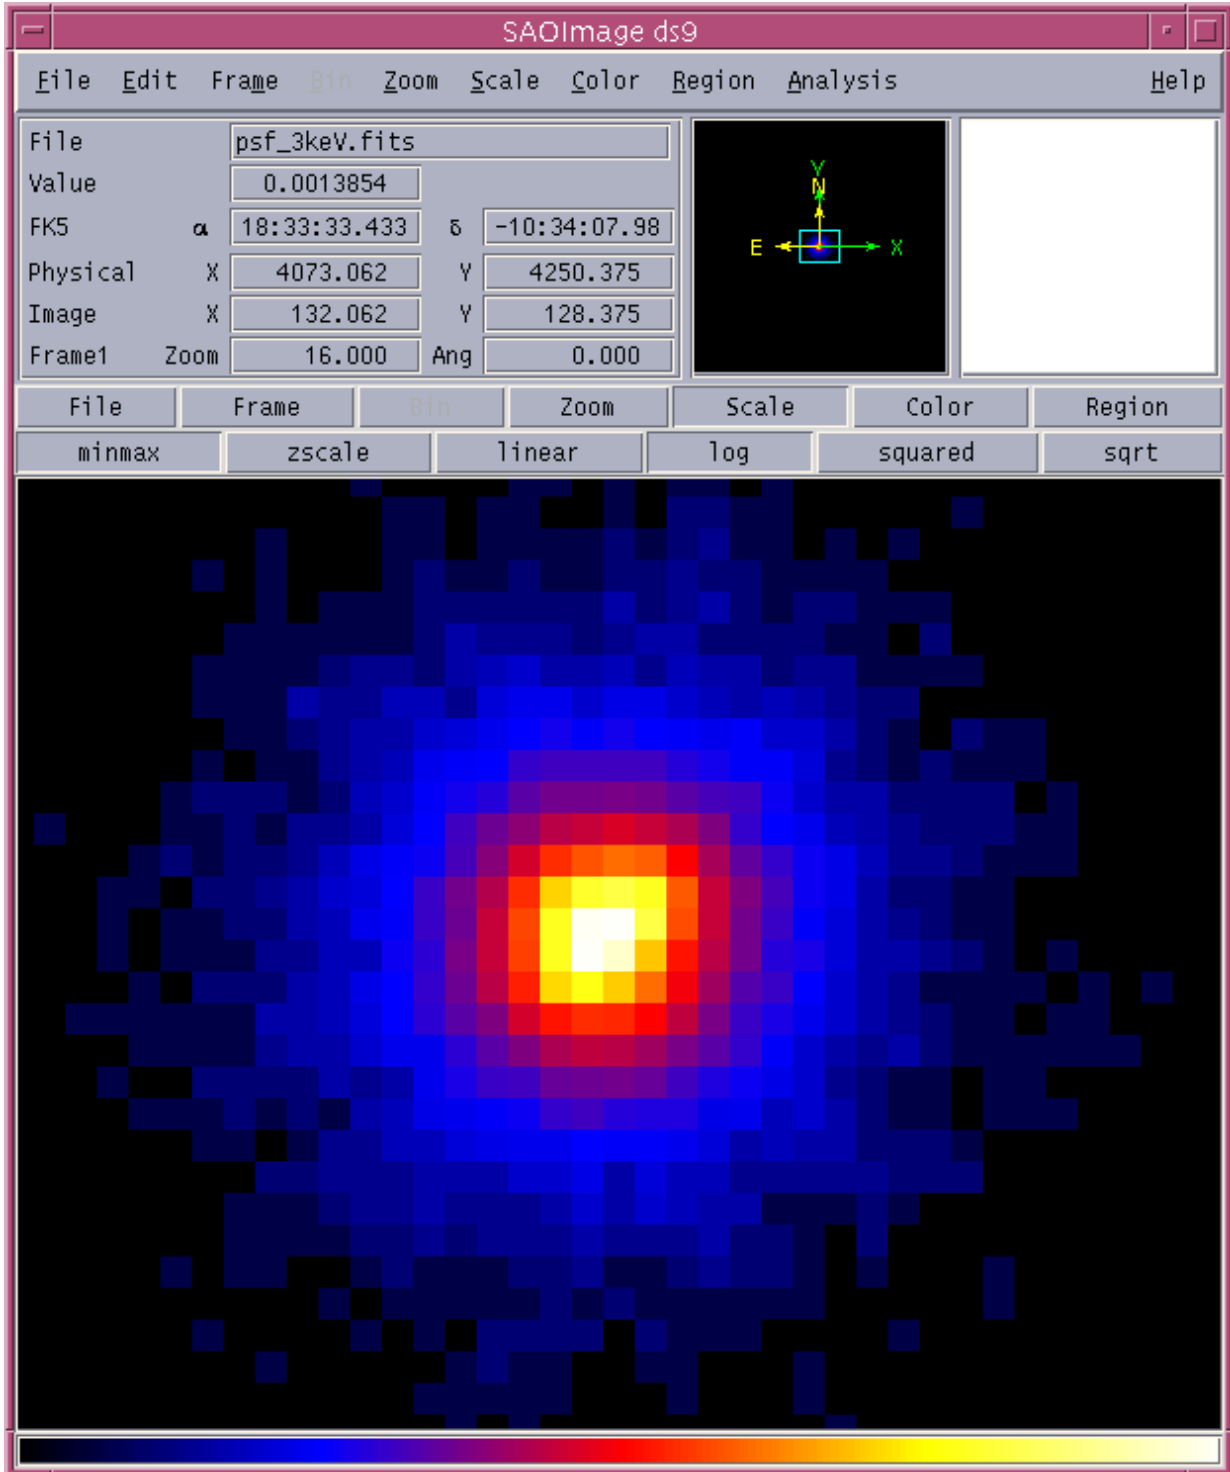 SAOImage ds9
File Edit Frame Bin Zoom Scale Color Region Analysis Help
File psf_3keV.fits
Value 0.0013854
FK5 α 18:33:33.433 δ -10:34:07.98
Physical X 4073.062 Y 4250.375
Image X 132.062 Y 128.375
Frame1 Zoom 16.000 Ang 0.000
Y
N
E X
File Frame Bin Zoom Scale Color Region
minmax zscale linear log squared sqrt